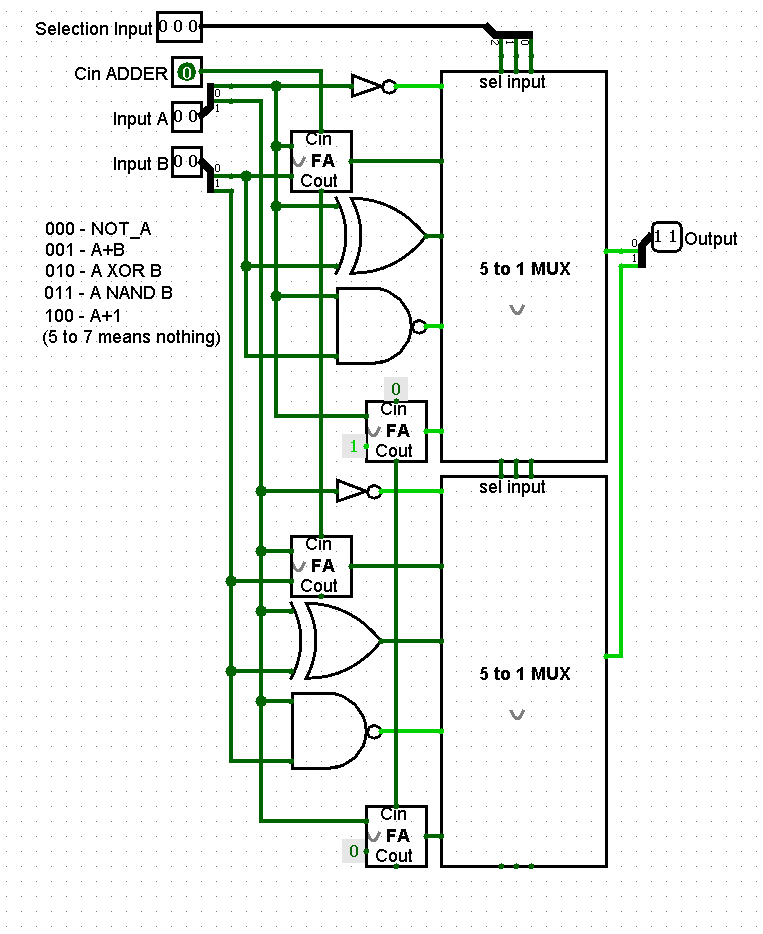 Selection Input 0 0 0
2 1 0
Cin ADDER 0
sel input
0
1
Input A 0 0
Cin
FA
Cout
Input B 0 0
0
1
000 - NOT_A
001 - A+B
010 - A XOR B
011 - A NAND B
100 - A+1
(5 to 7 means nothing)
5 to 1 MUX
0
1
1 1 Output
0
Cin
FA
1 Cout
sel input
Cin
FA
Cout
5 to 1 MUX
Cin
FA
0 Cout